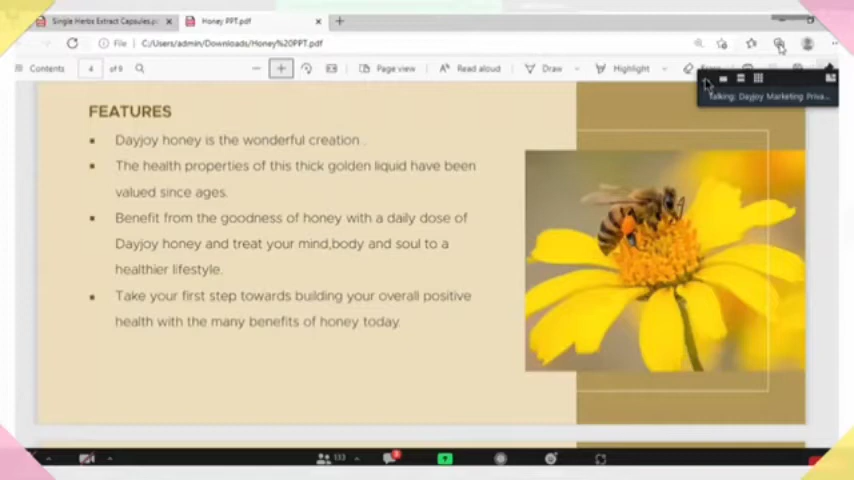 Single Herbs Extract Capsules.p
Honey PPT.pdf
File
C:/Users/admin/Downloads/Honey%20PPT.pdf
Contents
4
of 9
Page view
Read aloud
Draw
Highlight
Talking: Dayjoy Marketing Priva...
FEATURES
Dayjoy honey is the wonderful creation .
The health properties of this thick golden liquid have been
valued since ages.
Benefit from the goodness of honey with a daily dose of
Dayjoy honey and treat your mind,body and soul to a
healthier lifestyle.
Take your first step towards building your overall positive
health with the many benefits of honey today.
133